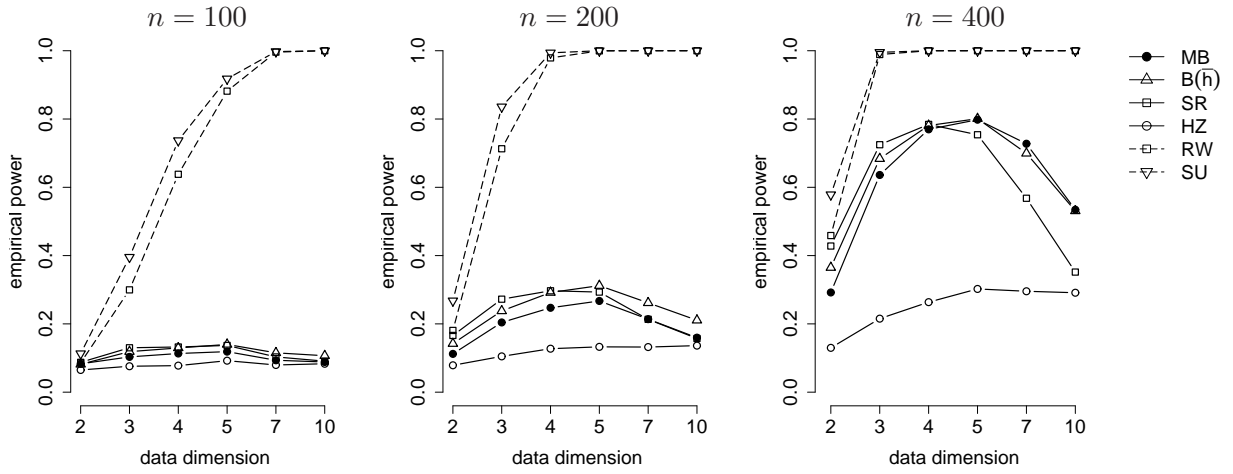 n = 100
n = 200
n = 400
empirical power
0.0 0.2 0.4 0.6 0.8 1.0
2 3 4 5 7 10
data dimension
empirical power
0.0 0.2 0.4 0.6 0.8 1.0
2 3 4 5 7 10
data dimension
empirical power
0.0 0.2 0.4 0.6 0.8 1.0
2 3 4 5 7 10
data dimension
MB
B(h̄)
SR
HZ
RW
SU